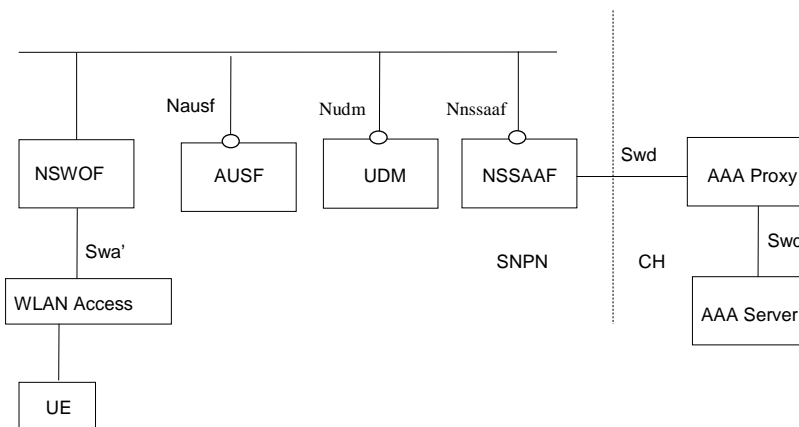 Nausf
Nudm
Nnssaaf
NSWOF
AUSF
UDM
NSSAAF
Swd
AAA Proxy
Swa'
SNPN
CH
Swd
WLAN Access
AAA Server
UE